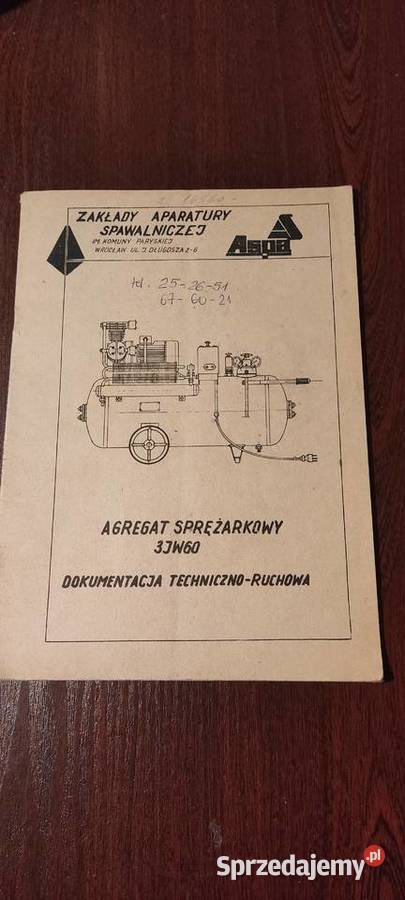 ZAKŁADY APARATURY
SPAWALNICZEJ
IM. KOMUNY PARYSKIEJ
WROCŁAW UL. J. DŁUGOSZA 2-6
Aspa
tel. 25-26-51
67-60-21
AGREGAT SPRĘŻARKOWY
3JW60
DOKUMENTACJA TECHNICZNO-RUCHOWA
Sprzedajemy.pl